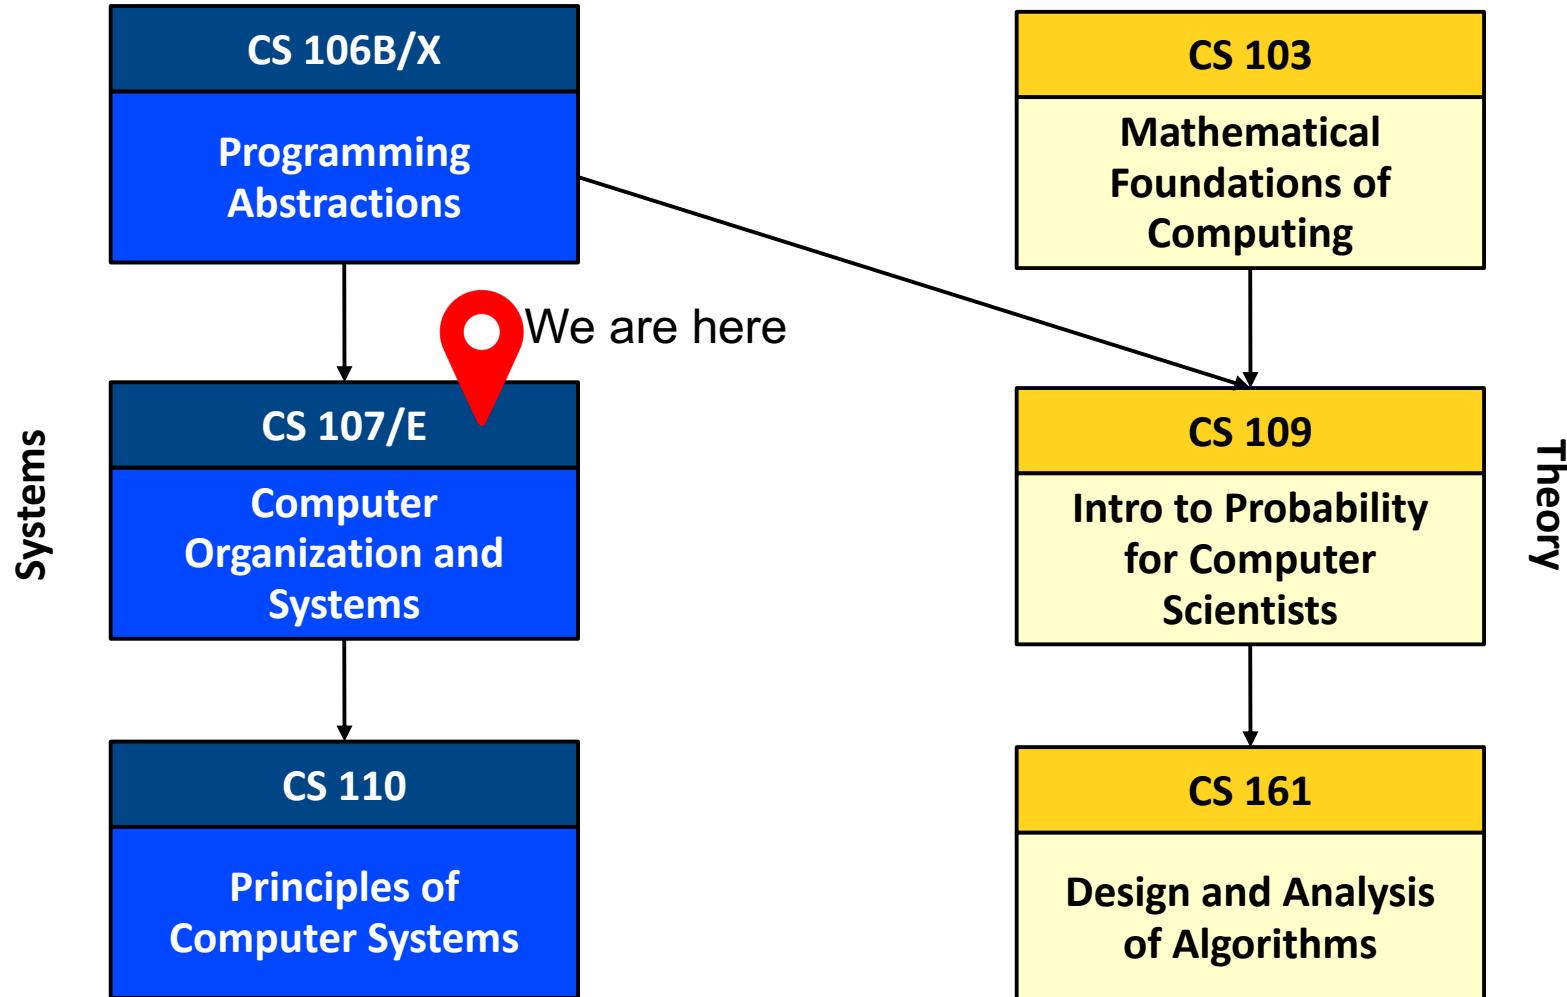 CS 106B/X
Programming
Abstractions
CS 103
Mathematical
Foundations of
Computing
We are here
Systems
CS 107/E
Computer
Organization and
Systems
CS 109
Intro to Probability
for Computer
Scientists
Theory
CS 110
Principles of
Computer Systems
CS 161
Design and Analysis
of Algorithms